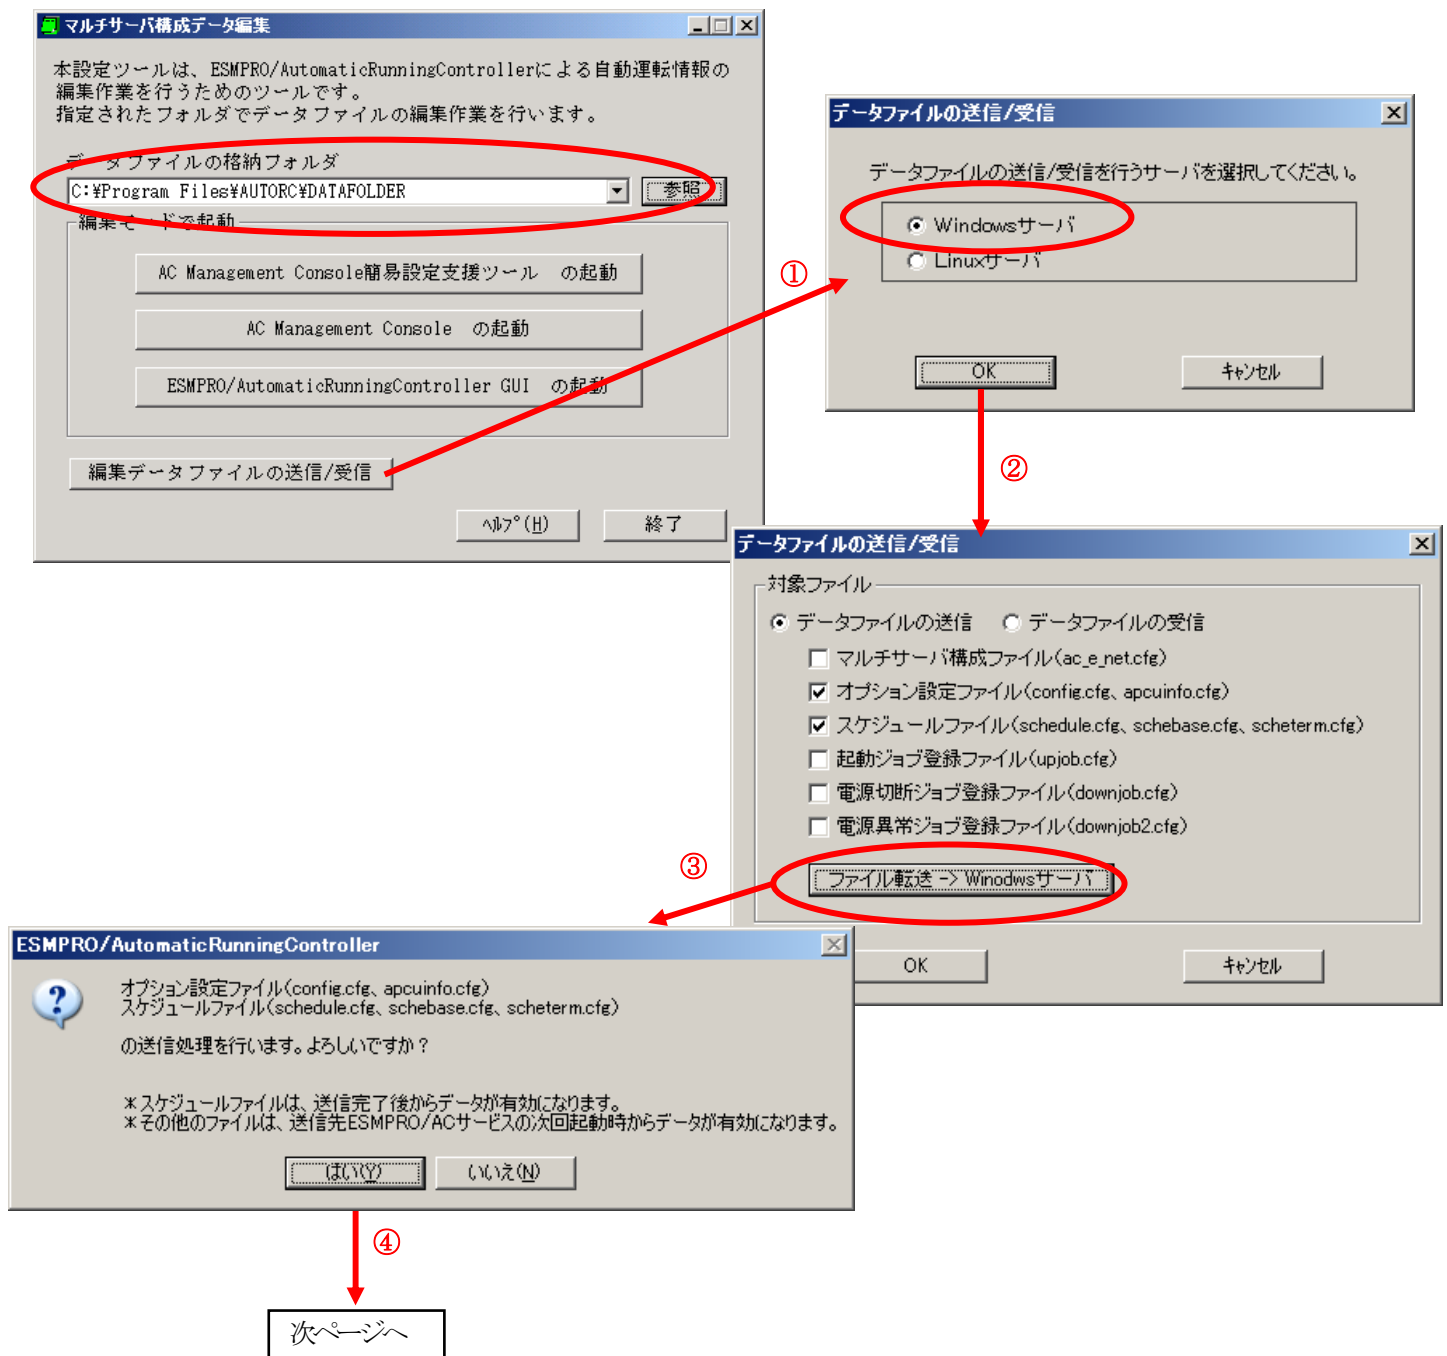 マルチサーバ構成データ編集
本設定ツールは、ESMPRO/AutomaticRunningControllerによる自動運転情報の
編集作業を行うためのツールです。
指定されたフォルダでデータファイルの編集作業を行います。
データファイルの格納フォルダ
C:¥Program Files¥AUTORC¥DATAFOLDER
参照
編集モードで起動
AC Management Console簡易設定支援ツール の起動
AC Management Console の起動
ESMPRO/AutomaticRunningController GUI の起動
編集データファイルの送信/受信
ﾍﾙﾌﾟ(H)
終了
①
データファイルの送信/受信
データファイルの送信/受信を行うサーバを選択してください。
Windowsサーバ
Linuxサーバ
OK
ｷｬﾝｾﾙ
②
データファイルの送信/受信
対象ファイル
データファイルの送信
データファイルの受信
マルチサーバ構成ファイル(ac_e_net.cfg)
オプション設定ファイル(config.cfg、apcuinfo.cfg)
スケジュールファイル(schedule.cfg、schebase.cfg、scheterm.cfg)
起動ジョブ登録ファイル(upjob.cfg)
電源切断ジョブ登録ファイル(downjob.cfg)
電源異常ジョブ登録ファイル(downjob2.cfg)
ファイル転送 -> Winodwsサーバ
OK
ｷｬﾝｾﾙ
③
ESMPRO/AutomaticRunningController
オプション設定ファイル(config.cfg、apcuinfo.cfg)
スケジュールファイル(schedule.cfg、schebase.cfg、scheterm.cfg)
の送信処理を行います。よろしいですか？
＊スケジュールファイルは、送信完了後からデータが有効になります。
＊その他のファイルは、送信先ESMPRO/ACサービスの次回起動時からデータが有効になります。
はい(Y)
いいえ(N)
④
次ページへ